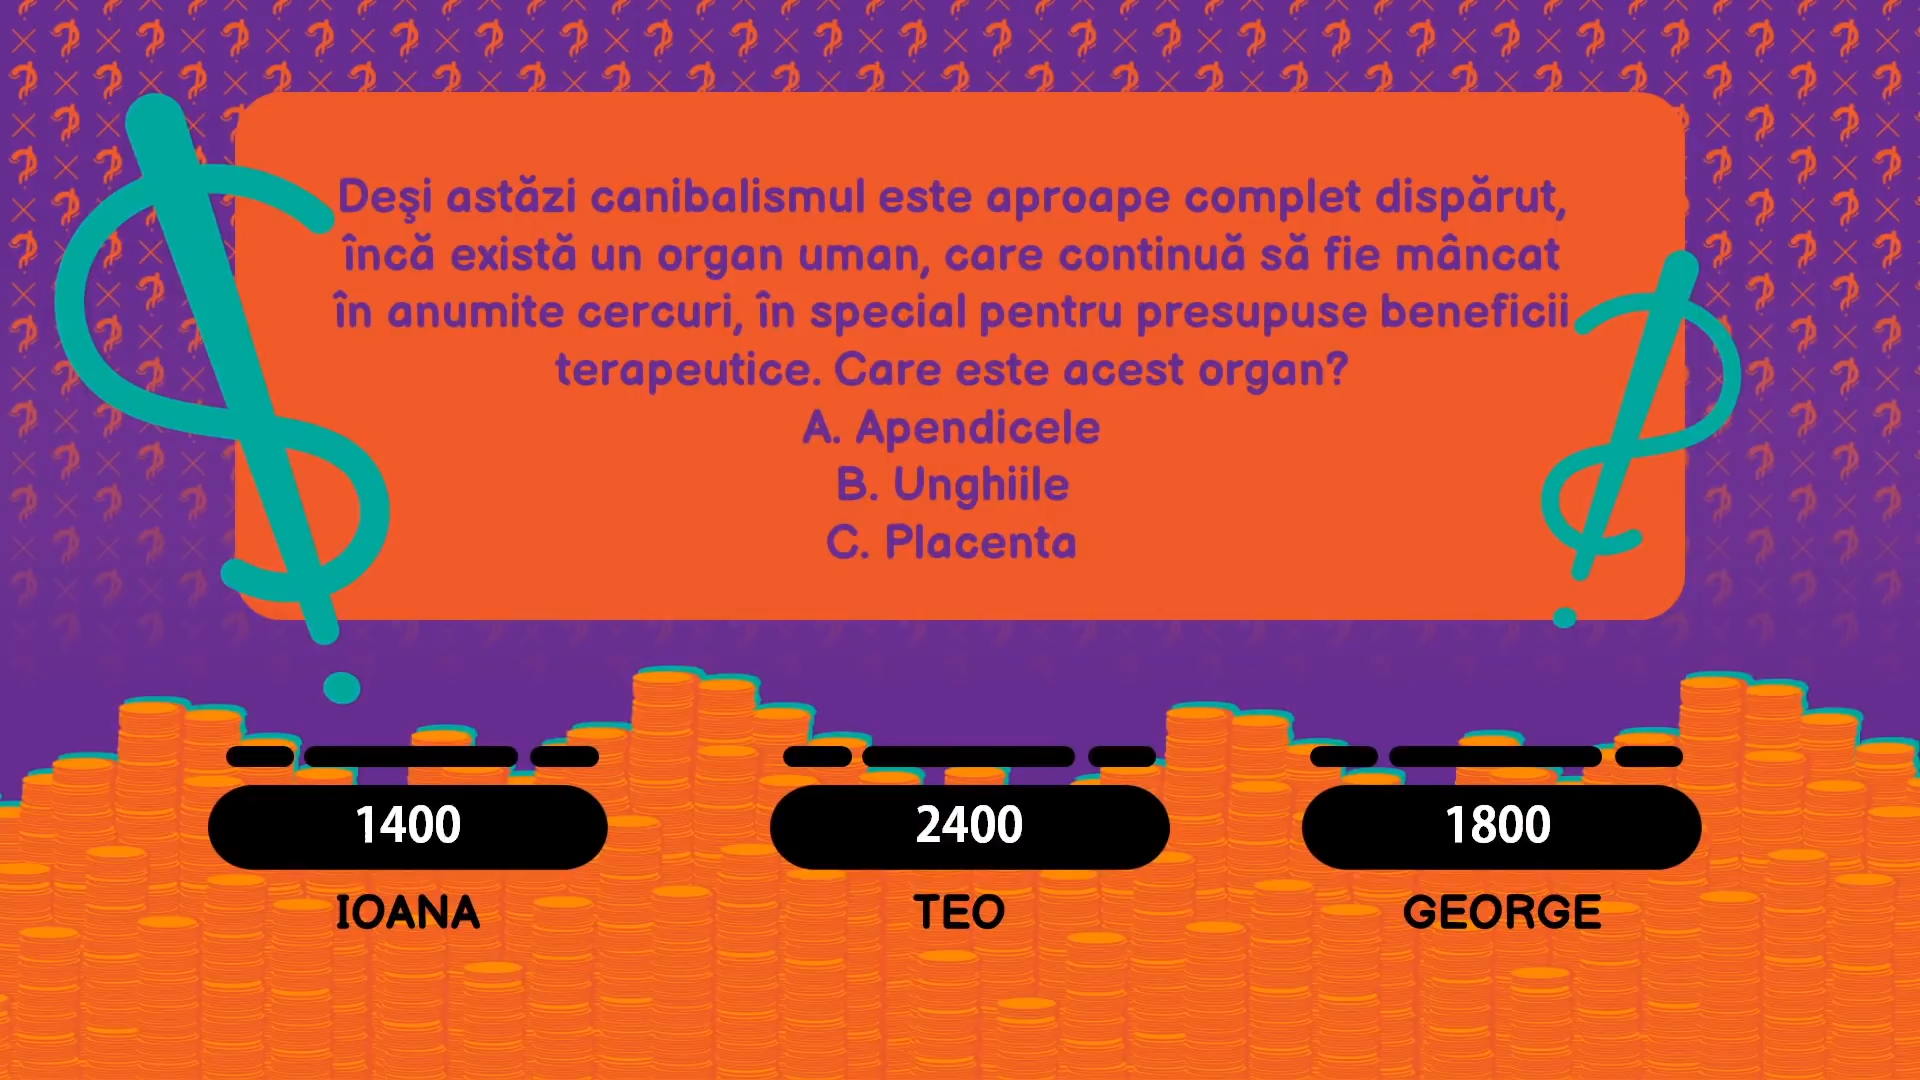 Deşi astăzi canibalismul este aproape complet dispărut,
încă există un organ uman, care continuă să fie mâncat
în anumite cercuri, în special pentru presupuse beneficii
terapeutice. Care este acest organ?
A. Apendicele
B. Unghiile
C. Placenta
1400
2400
1800
IOANA
TEO
GEORGE